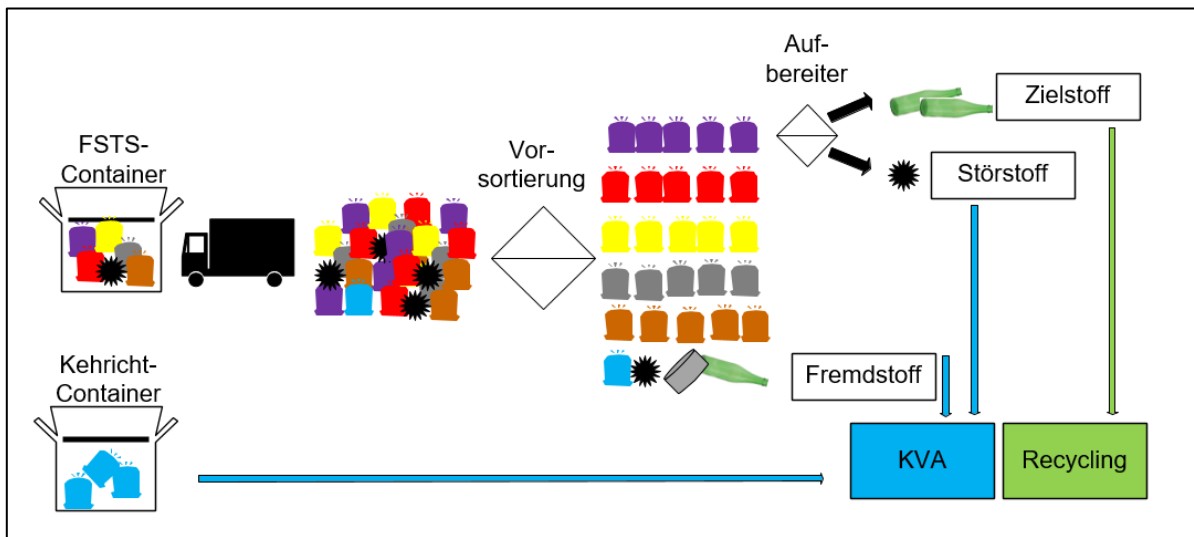 Auf-
bereiter
Zielstoff
FSTS-
Container
Vor-
sortierung
Störstoff
Kehricht-
Container
Fremdstoff
KVA
Recycling